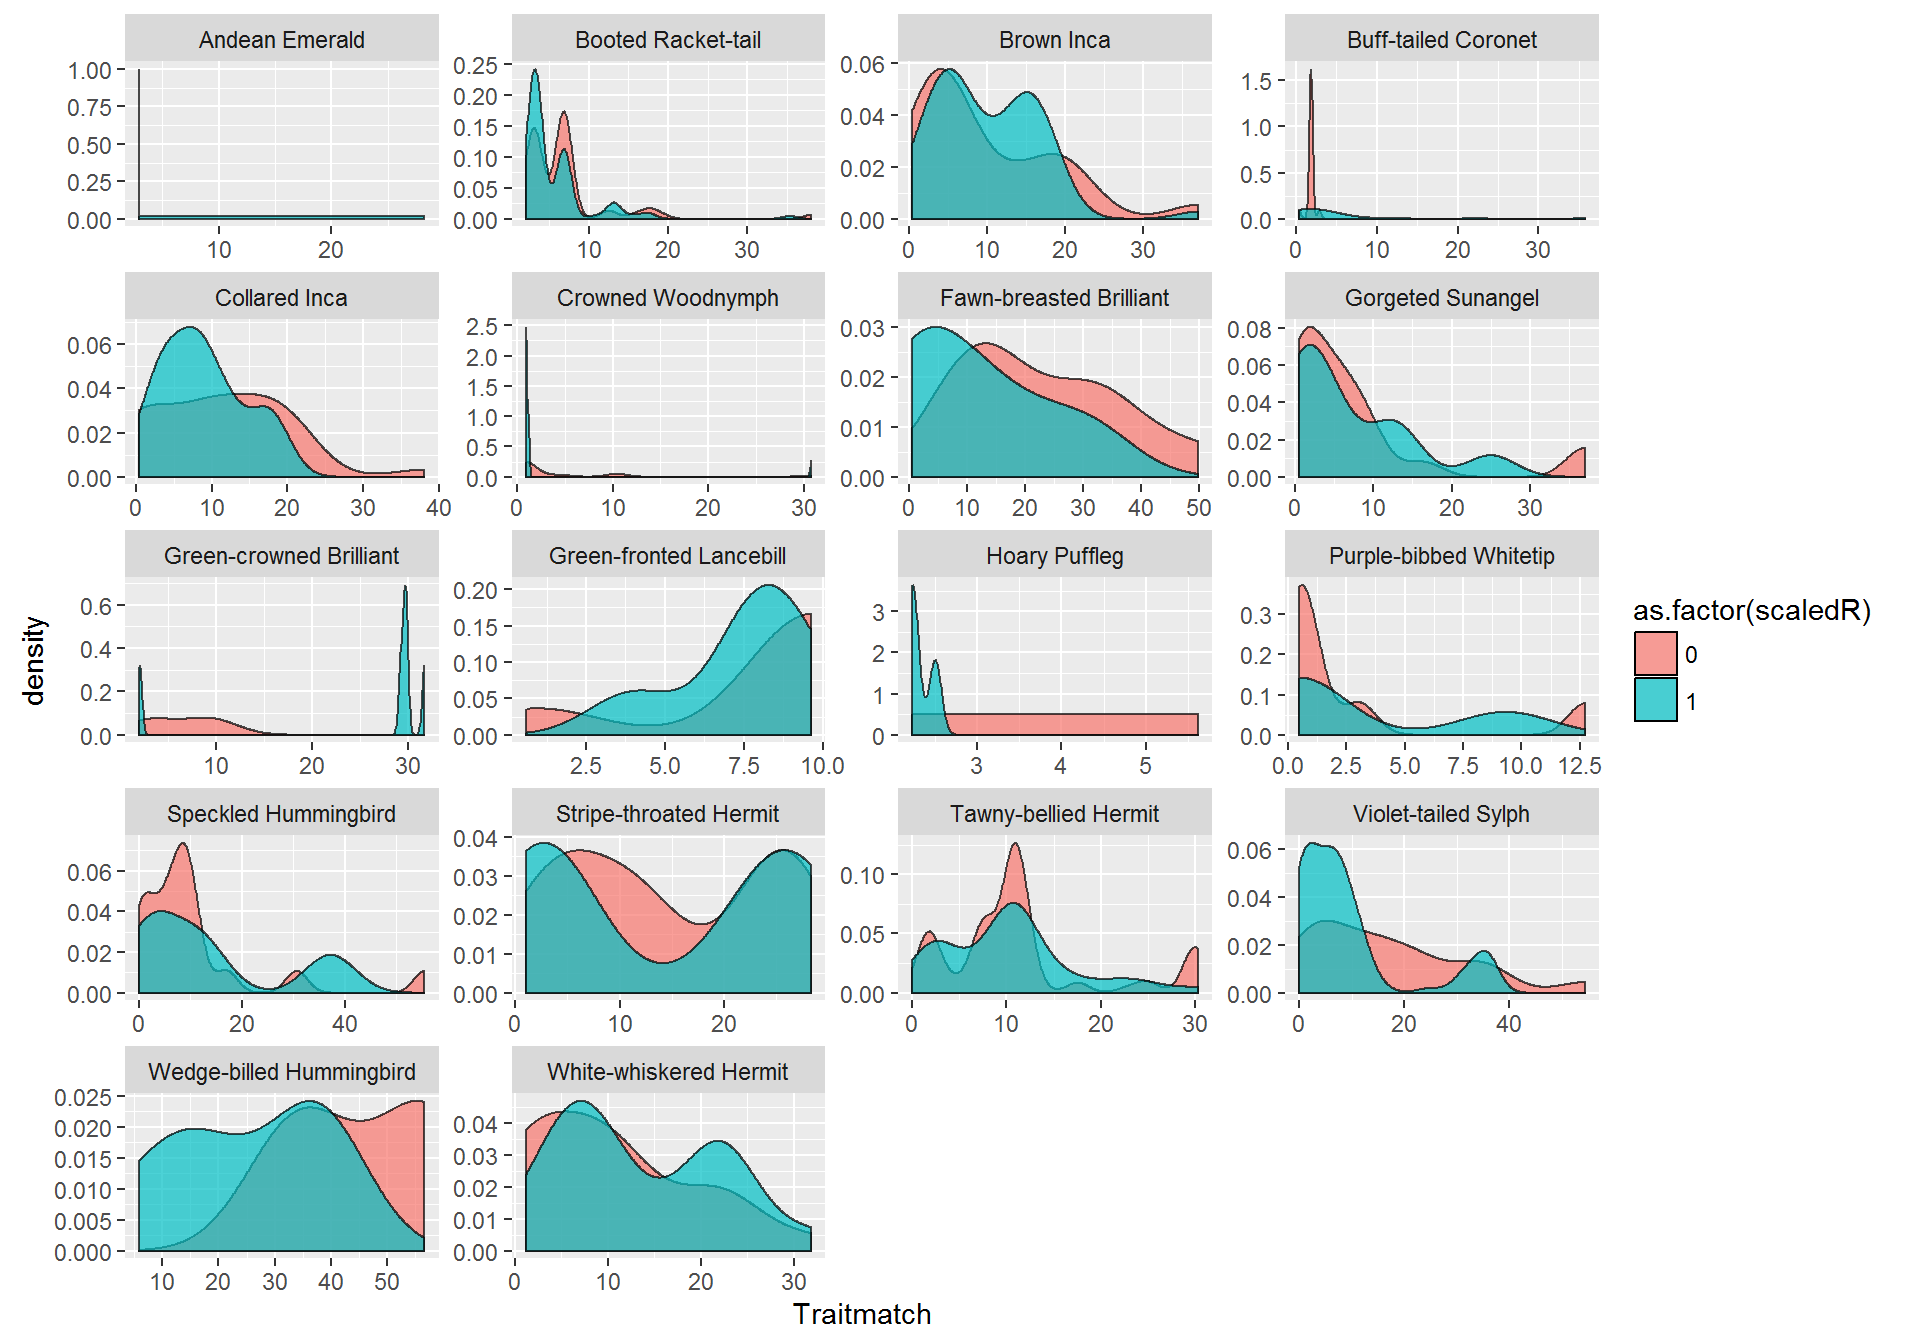 Andean Emerald Booted Racket-tail Brown Inca Buff-tailed Coronet
1.00 0.75 0.50 0.25 0.00
10 20
0.25 0.20 0.15 0.10 0.05 0.00
10 20 30
0.06 0.04 0.02 0.00
0 10 20 30
1.5 1.0 0.5 0.0
0 10 20 30
Collared Inca Crowned Woodnymph Fawn-breasted Brilliant Gorgeted Sunangel
0.06 0.04 0.02 0.00
0 10 20 30 40
2.5 2.0 1.5 1.0 0.5 0.0
0 10 20 30
0.03 0.02 0.01 0.00
0 10 20 30 40 50
0.08 0.06 0.04 0.02 0.00
0 10 20 30
Green-crowned Brilliant Green-fronted Lancebill Hoary Puffleg Purple-bibbed Whitetip
0.6 0.4 0.2 0.0
10 20 30
0.20 0.15 0.10 0.05 0.00
2.5 5.0 7.5 10.0
3 2 1 0
3 4 5
0.3 0.2 0.1 0.0
0.0 2.5 5.0 7.5 10.0 12.5
Speckled Hummingbird Stripe-throated Hermit Tawny-bellied Hermit Violet-tailed Sylph
0.06 0.04 0.02 0.00
0 20 40
0.04 0.03 0.02 0.01 0.00
0 10 20
0.10 0.05 0.00
0 10 20 30
0.06 0.04 0.02 0.00
0 20 40
Wedge-billed Hummingbird White-whiskered Hermit
0.025 0.020 0.015 0.010 0.005 0.000
10 20 30 40 50
0.04 0.03 0.02 0.01 0.00
0 10 20 30
density
Traitmatch
as.factor(scaledR)
0
1